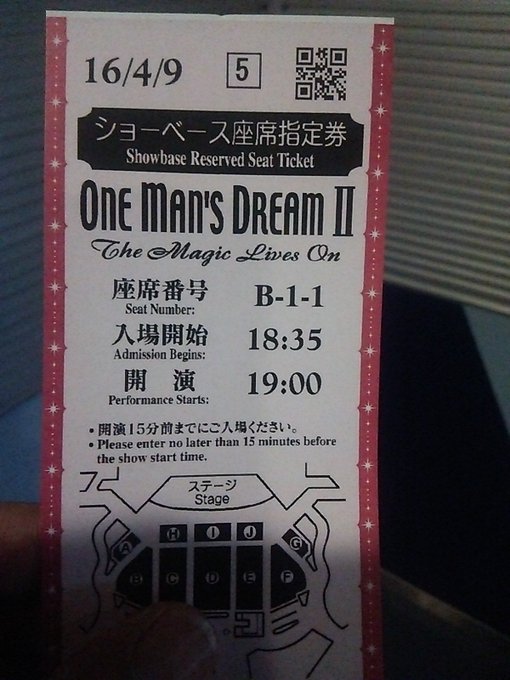 16/4/9 5
ショーベース座席指定券
Showbase Reserved Seat Ticket
ONE MAN'S DREAM II
The Magic Lives On
座席番号 B-1-1
Seat Number:
入場開始 18:35
Admission Begins:
開 演 19:00
Performance Starts:
・開演15分前までにご入場ください。
• Please enter no later than 15 minutes before
the show start time.
ステージ
Stage
H I J
A G
B C D E F